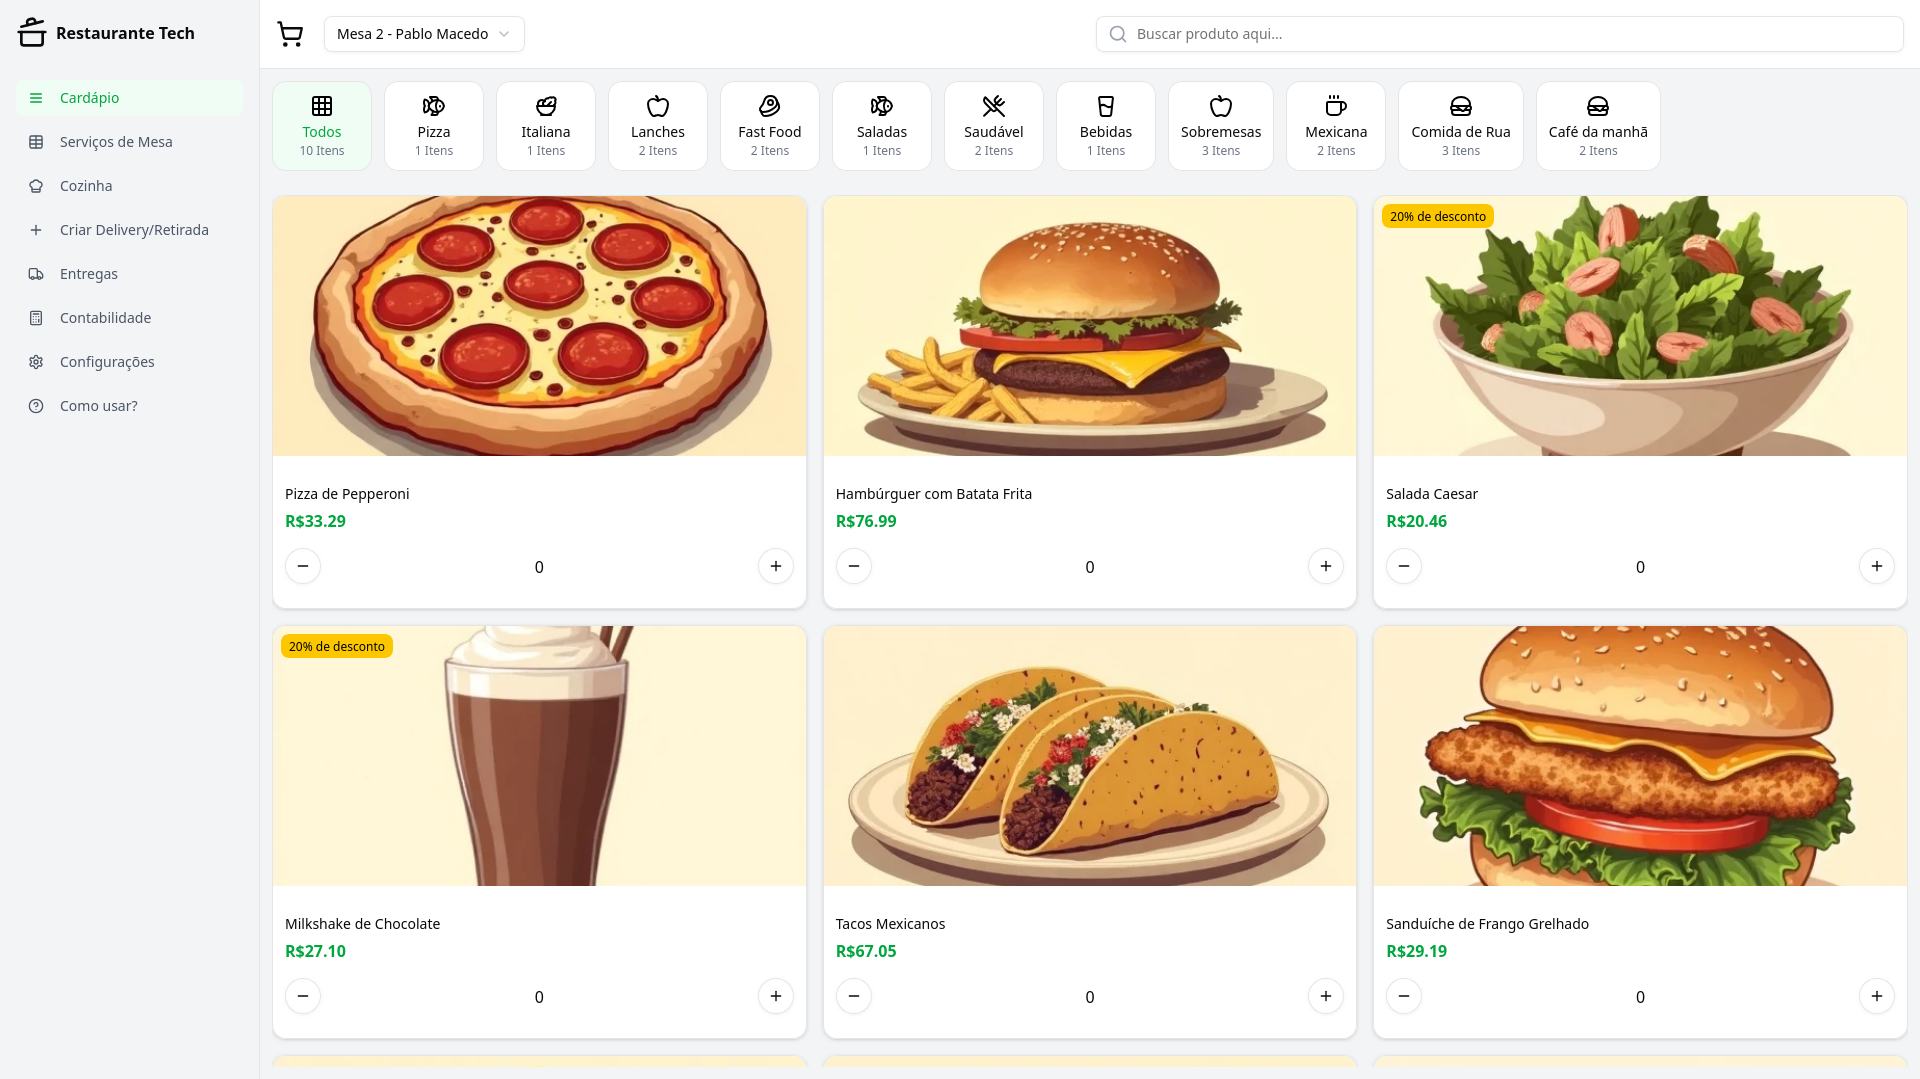 Restaurante Tech
Cardápio
Serviços de Mesa
Cozinha
Criar Delivery/Retirada
Entregas
Contabilidade
Configurações
Como usar?
Mesa 2 - Pablo Macedo
Buscar produto aqui...
Todos
10 Itens
Pizza
1 Itens
Italiana
1 Itens
Lanches
2 Itens
Fast Food
2 Itens
Saladas
1 Itens
Saudável
2 Itens
Bebidas
1 Itens
Sobremesas
3 Itens
Mexicana
2 Itens
Comida de Rua
3 Itens
Café da manhã
2 Itens
Pizza de Pepperoni
R$33.29
0
Hambúrguer com Batata Frita
R$76.99
0
20% de desconto
Salada Caesar
R$20.46
0
20% de desconto
Milkshake de Chocolate
R$27.10
0
Tacos Mexicanos
R$67.05
0
Sanduíche de Frango Grelhado
R$29.19
0